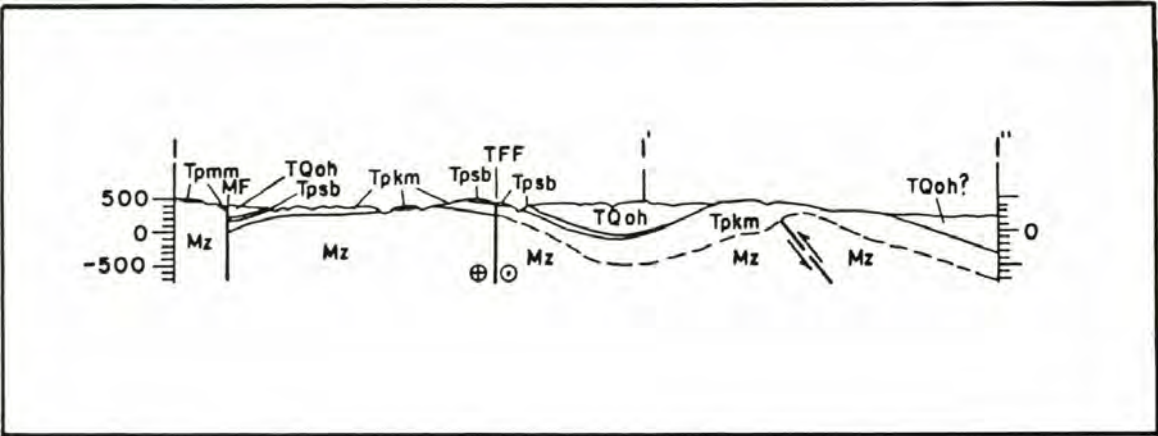 I I' I"
TFF
Tpmm TQoh Tpsb Tpsb
MF Tpsb Tpkm TQoh?
500
TQoh Tpkm
0 0
Mz Mz Mz Mz Mz
-500